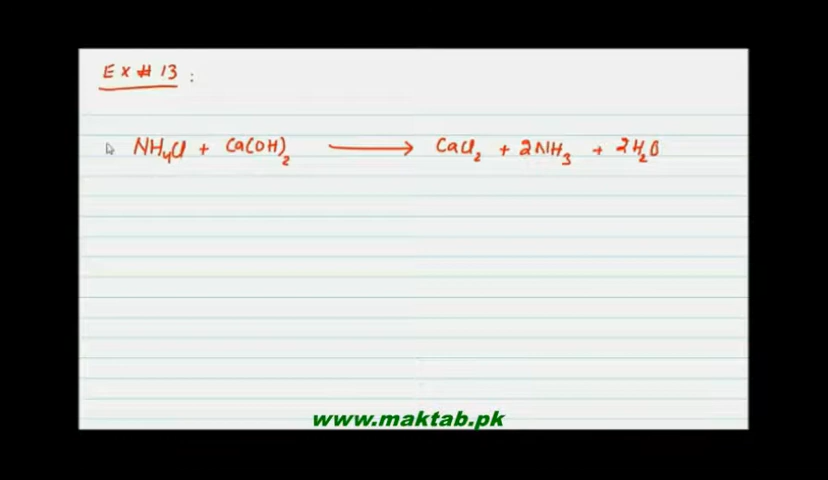 Ex # 13 :
NH₄Cl + Ca(OH)₂ ⟶ CaCl₂ + 2NH₃ + 2H₂O
www.maktab.pk